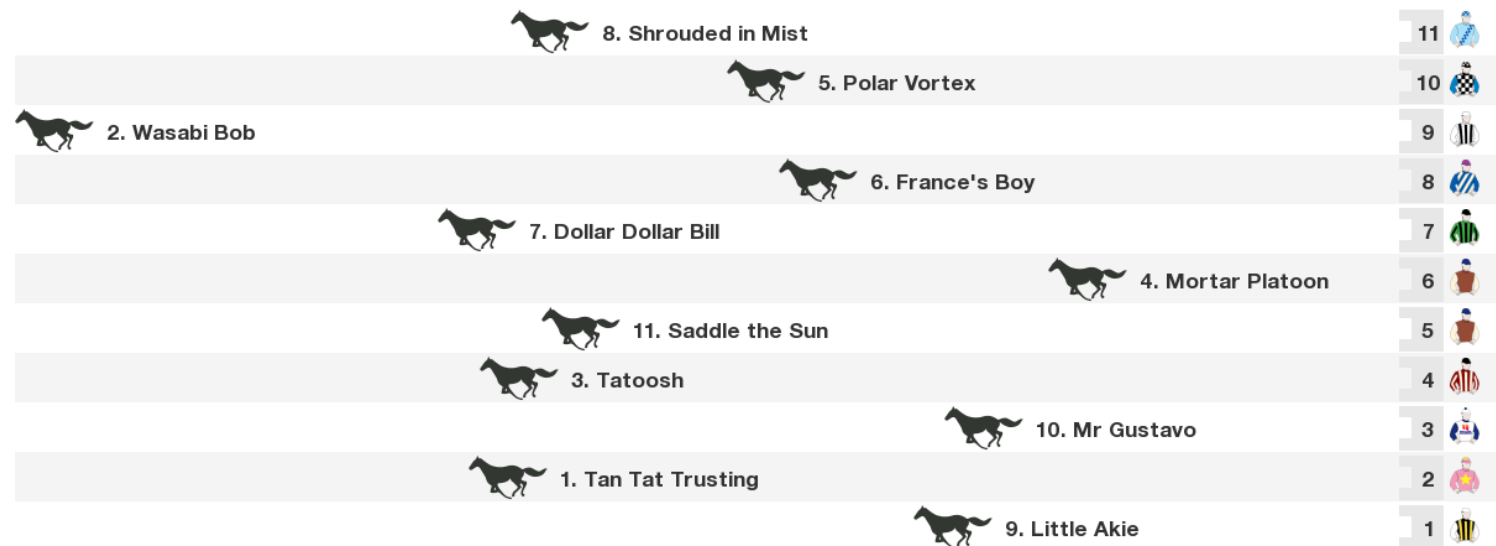 8. Shrouded in Mist 11
5. Polar Vortex 10
2. Wasabi Bob 9
6. France's Boy 8
7. Dollar Dollar Bill 7
4. Mortar Platoon 6
11. Saddle the Sun 5
3. Tatoosh 4
10. Mr Gustavo 3
1. Tan Tat Trusting 2
9. Little Akie 1